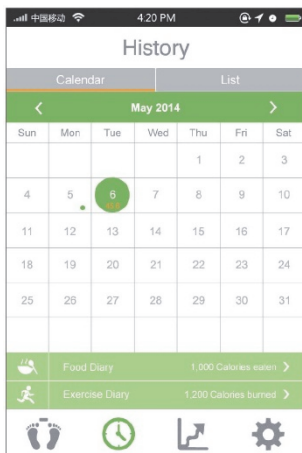 中国移动 4:20 PM
History
Calendar List
May 2014
Sun Mon Tue Wed Thu Fri Sat
1 2 3
4 5 6 7 8 9 10
11 12 13 14 15 16 17
18 19 20 21 22 23 24
25 26 27 28 29 30 31
Food Diary 1,000 Calories eaten
Exercise Diary 1,200 Calories burned